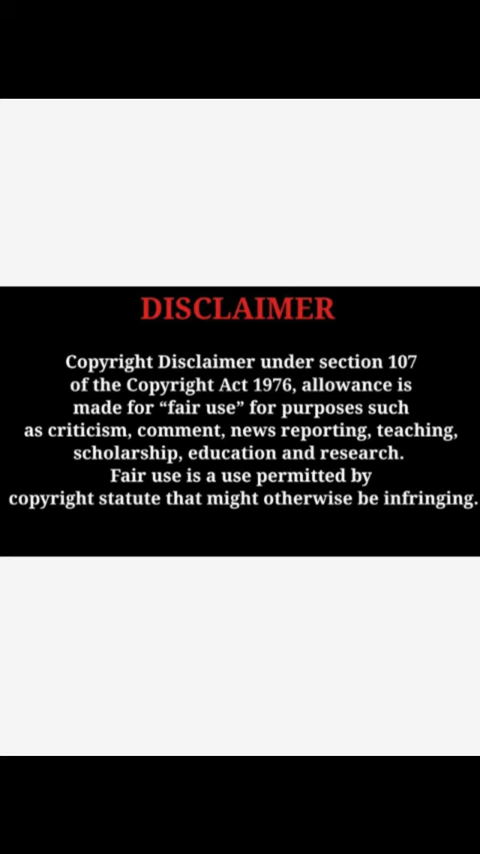 DISCLAIMER
Copyright Disclaimer under section 107
of the Copyright Act 1976, allowance is
made for “fair use” for purposes such
as criticism, comment, news reporting, teaching,
scholarship, education and research.
Fair use is a use permitted by
copyright statute that might otherwise be infringing.